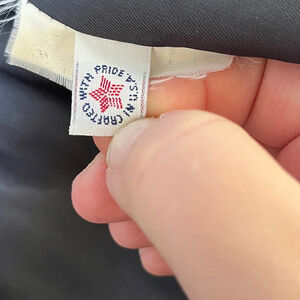 CRAFTED WITH PRIDE IN U.S.A.